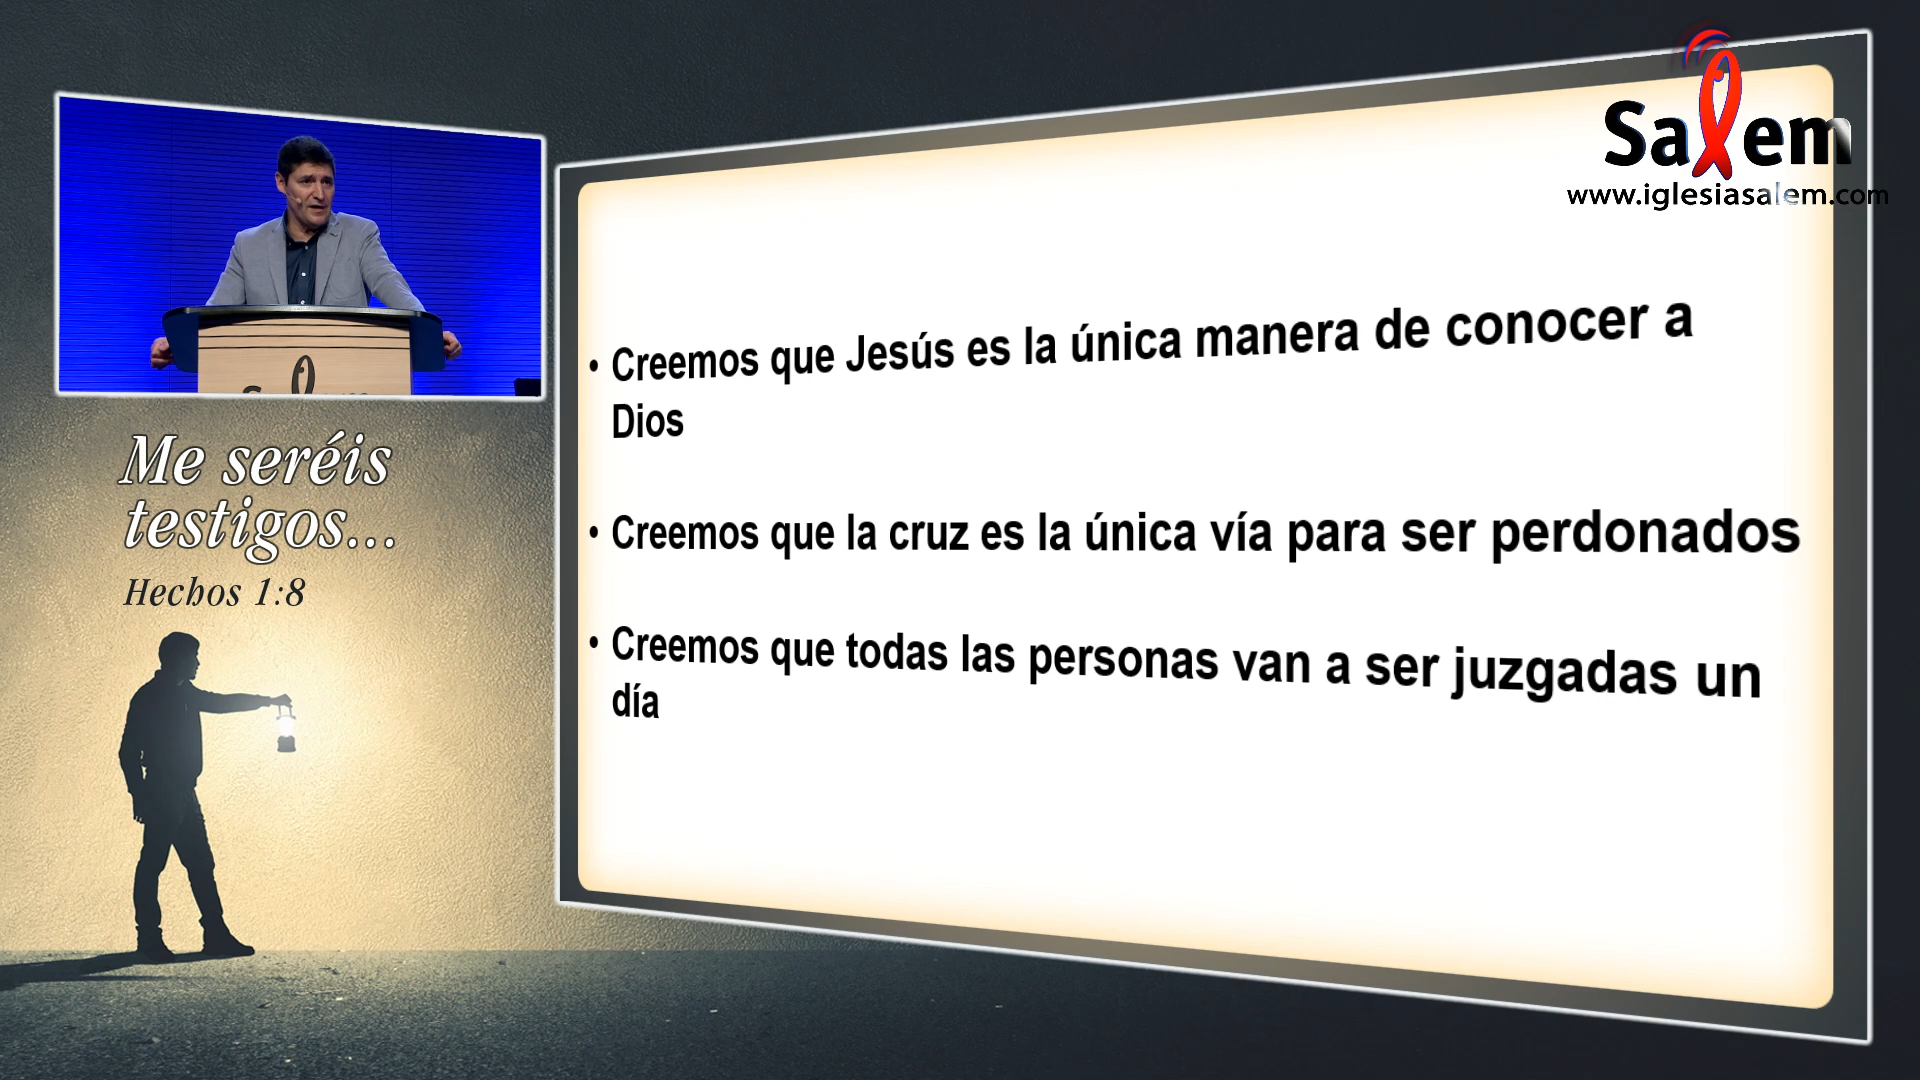 Salem
www.iglesiasalem.com
Me seréis
testigos...
Hechos 1:8
• Creemos que Jesús es la única manera de conocer a
Dios
• Creemos que la cruz es la única vía para ser perdonados
• Creemos que todas las personas van a ser juzgadas un
día